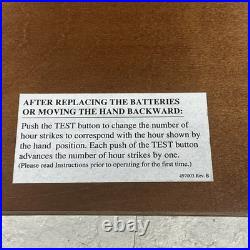 AFTER REPLACING THE BATTERIES
OR MOVING THE HAND BACKWARD:
Push the TEST button to change the number of
hour strikes to correspond with the hour shown by
the hand position. Each push of the TEST button
advances the number of hour strikes by one.
(Please read Instructions prior to operating for the first time.)
497003 Rev. B